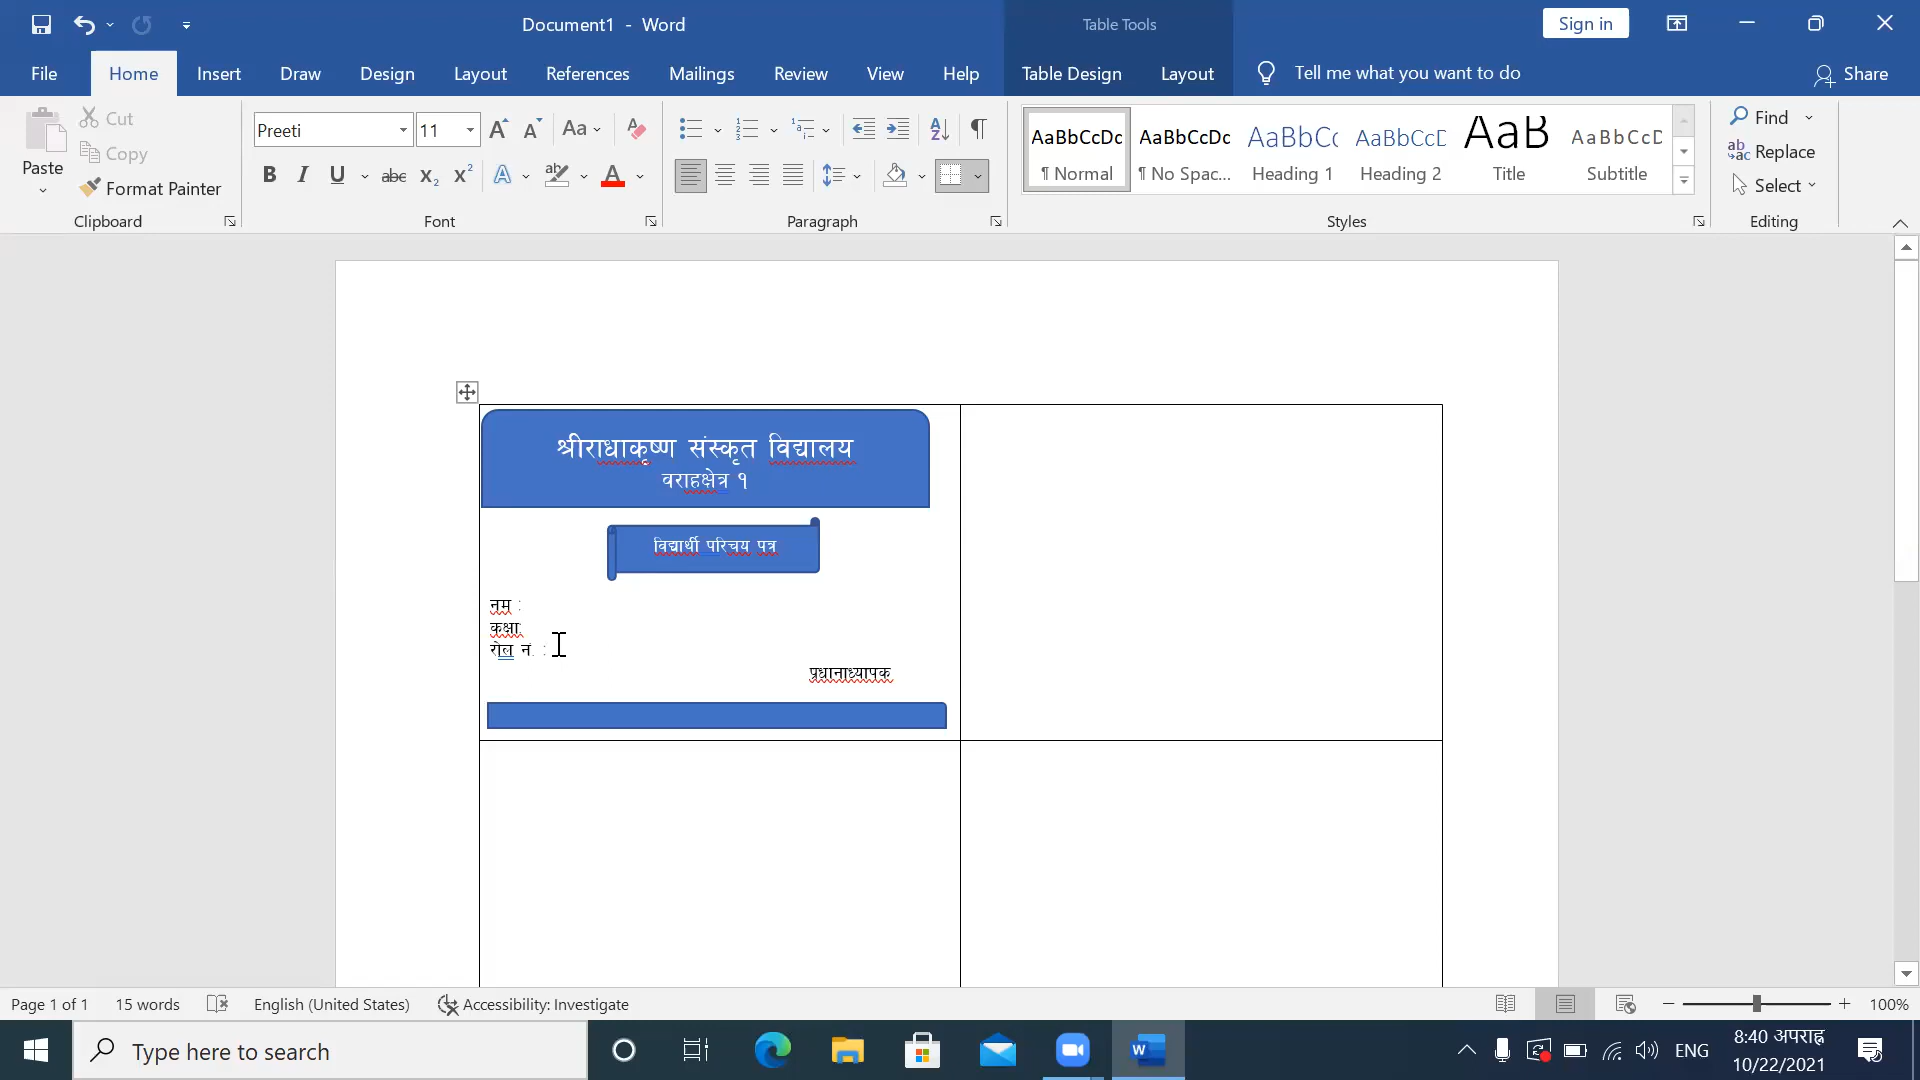 Document1 - Word
Table Tools
Sign in
File Home Insert Draw Design Layout References Mailings Review View Help Table Design Layout Tell me what you want to do Share
Paste
Cut
Copy
Format Painter
Clipboard
Preeti 11
Font
Paragraph
AaBbCcDc
¶ Normal
AaBbCcDc
¶ No Spac...
AaBbCc
Heading 1
AaBbCcD
Heading 2
AaB
Title
AaBbCcD
Subtitle
Styles
Find
Replace
Select
Editing
श्रीराधाकृष्ण संस्कृत विद्यालय
वराहक्षेत्र १
विद्यार्थी परिचय पत्र
नम :
कक्षा:
रोल नं. :
प्रधानाध्यापक
Page 1 of 1 15 words English (United States) Accessibility: Investigate 100%
Type here to search
ENG
8:40 अपराह्न
10/22/2021